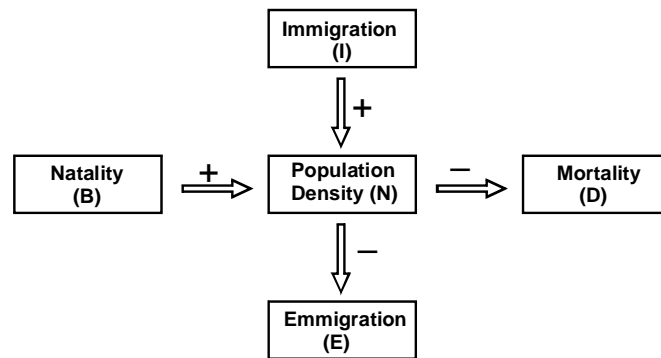 Immigration
(I)
+
Natality
(B)
+
Population
Density (N)
−
Mortality
(D)
−
Emmigration
(E)